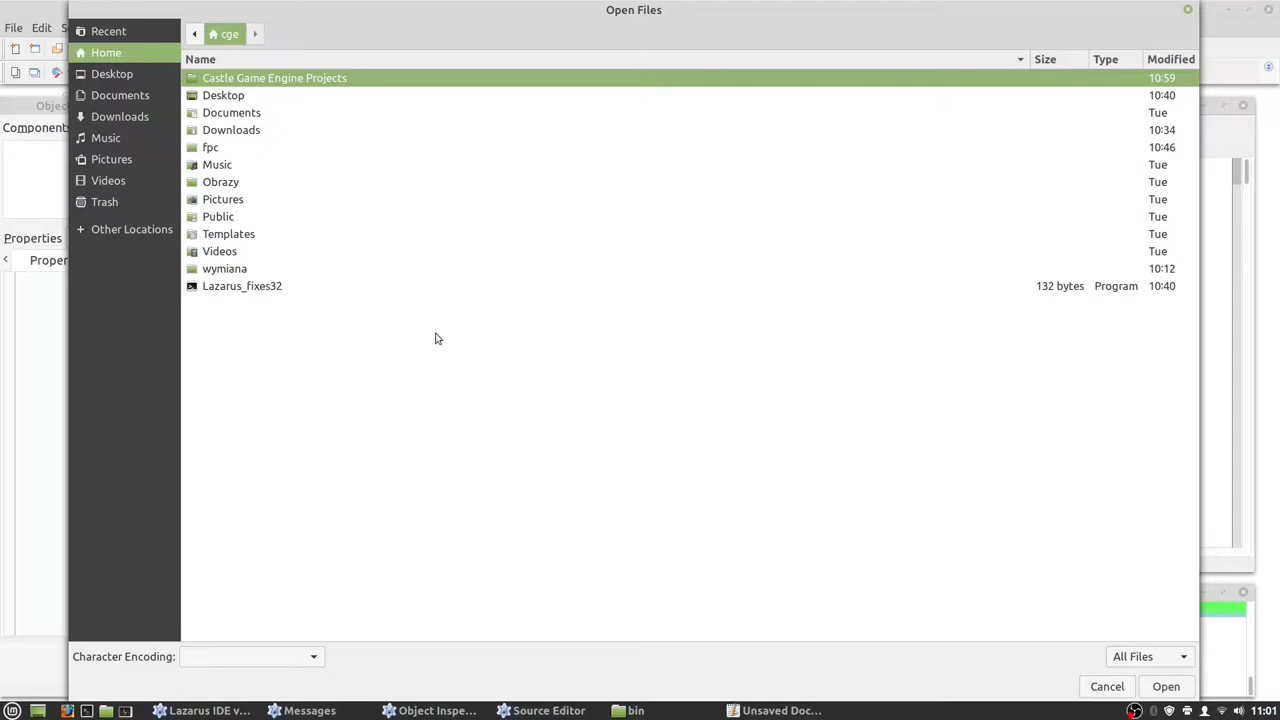 Open Files
File Edit S
Recent
cge
Home
Name Size Type Modified
Castle Game Engine Projects 10:59
Desktop
Desktop 10:40
Documents
Object
Documents Tue
Downloads
Components
Downloads 10:34
Music
fpc 10:46
Pictures
Music Tue
Videos
Obrazy Tue
Trash
Pictures Tue
Other Locations
Public Tue
Properties
Templates Tue
Proper
Videos Tue
wymiana 10:12
Lazarus_fixes32 132 bytes Program 10:40
Character Encoding: All Files
Cancel Open
Lazarus IDE v... Messages Object Inspe... Source Editor bin Unsaved Doc... 11:01